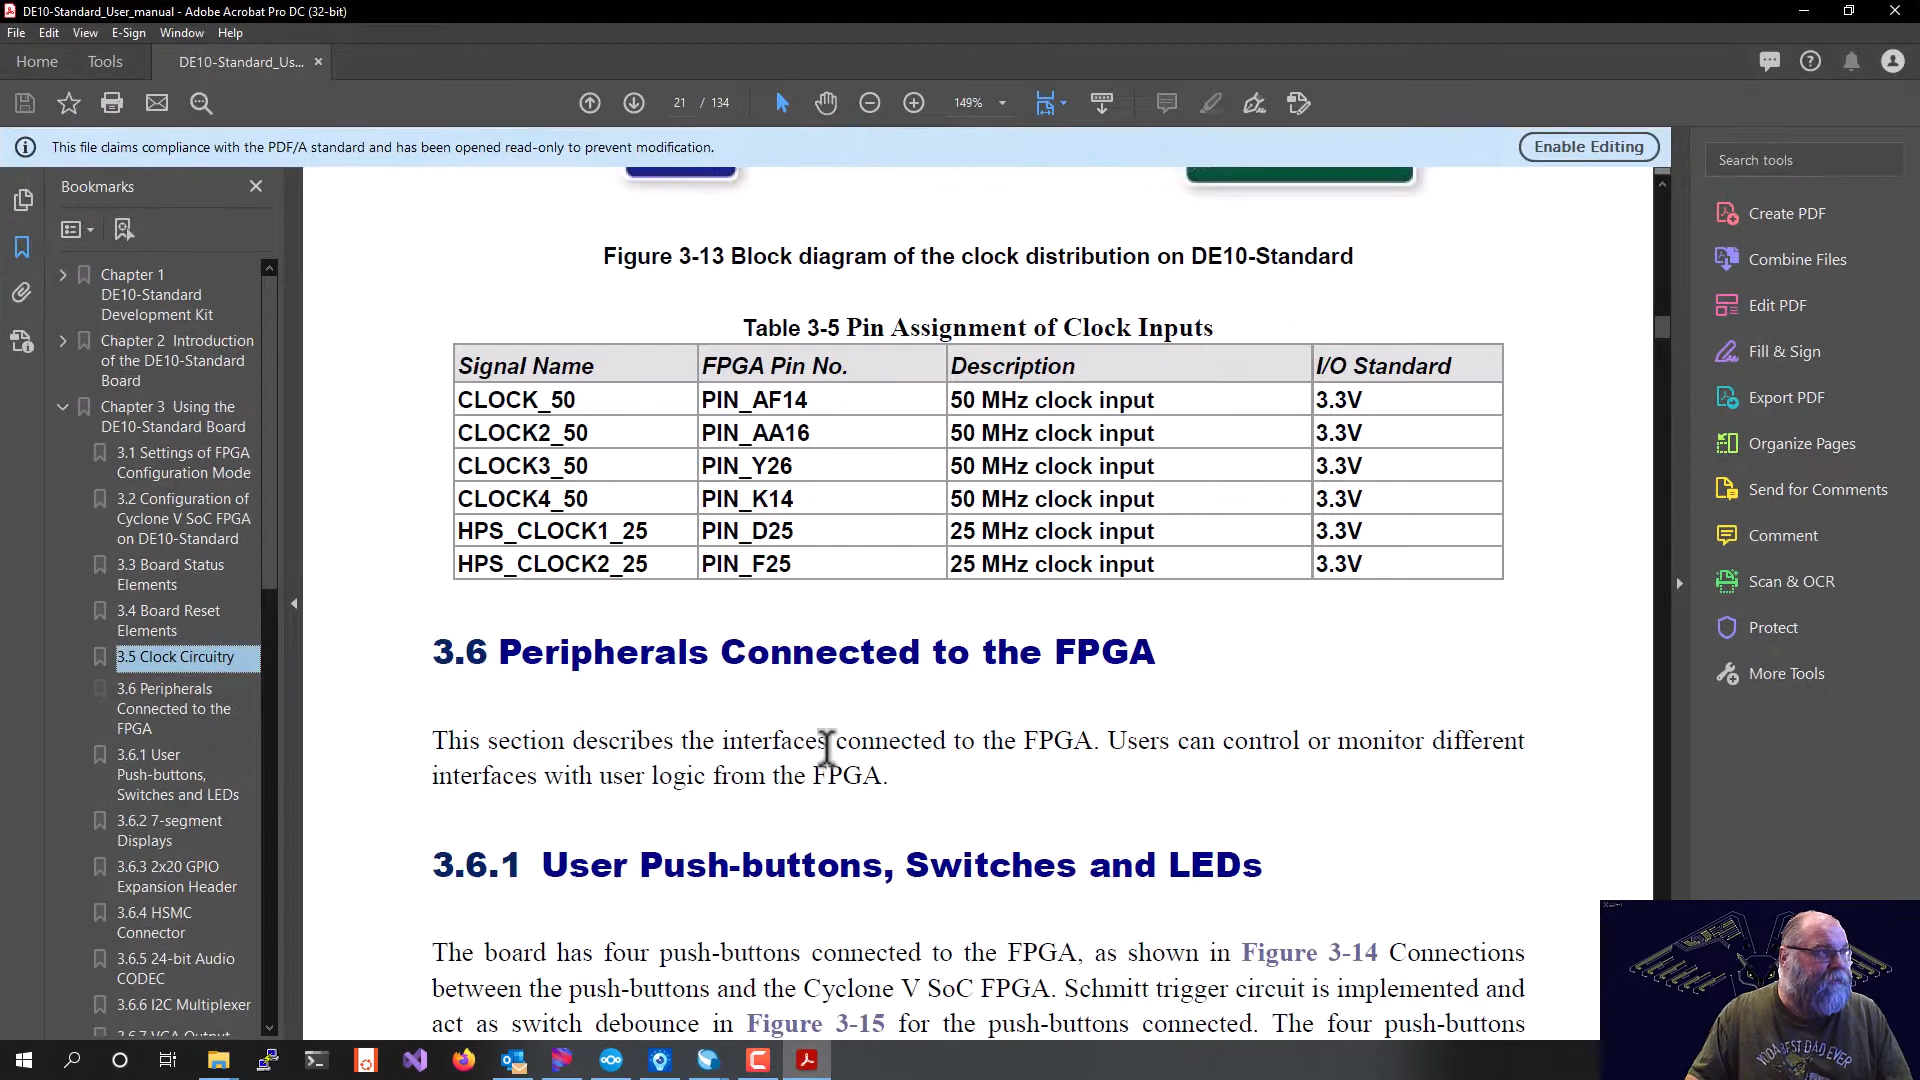 DE10-Standard_User_manual - Adobe Acrobat Pro DC (32-bit)
File Edit View E-Sign Window Help
Home Tools DE10-Standard_Us... ×
21 / 134 149%
This file claims compliance with the PDF/A standard and has been opened read-only to prevent modification. Enable Editing
Bookmarks
Chapter 1
DE10-Standard
Development Kit
Chapter 2 Introduction
of the DE10-Standard
Board
Chapter 3 Using the
DE10-Standard Board
3.1 Settings of FPGA
Configuration Mode
3.2 Configuration of
Cyclone V SoC FPGA
on DE10-Standard
3.3 Board Status
Elements
3.4 Board Reset
Elements
3.5 Clock Circuitry
3.6 Peripherals
Connected to the
FPGA
3.6.1 User
Push-buttons,
Switches and LEDs
3.6.2 7-segment
Displays
3.6.3 2x20 GPIO
Expansion Header
3.6.4 HSMC
Connector
3.6.5 24-bit Audio
CODEC
3.6.6 I2C Multiplexer
3.6.7 VGA Output
Figure 3-13 Block diagram of the clock distribution on DE10-Standard
Table 3-5 Pin Assignment of Clock Inputs
Signal Name FPGA Pin No. Description I/O Standard
CLOCK_50 PIN_AF14 50 MHz clock input 3.3V
CLOCK2_50 PIN_AA16 50 MHz clock input 3.3V
CLOCK3_50 PIN_Y26 50 MHz clock input 3.3V
CLOCK4_50 PIN_K14 50 MHz clock input 3.3V
HPS_CLOCK1_25 PIN_D25 25 MHz clock input 3.3V
HPS_CLOCK2_25 PIN_F25 25 MHz clock input 3.3V
3.6 Peripherals Connected to the FPGA
This section describes the interfaces connected to the FPGA. Users can control or monitor different
interfaces with user logic from the FPGA.
3.6.1 User Push-buttons, Switches and LEDs
The board has four push-buttons connected to the FPGA, as shown in Figure 3-14 Connections
between the push-buttons and the Cyclone V SoC FPGA. Schmitt trigger circuit is implemented and
act as switch debounce in Figure 3-15 for the push-buttons connected. The four push-buttons
Search tools
Create PDF
Combine Files
Edit PDF
Fill & Sign
Export PDF
Organize Pages
Send for Comments
Comment
Scan & OCR
Protect
More Tools
BEST DAD EVER